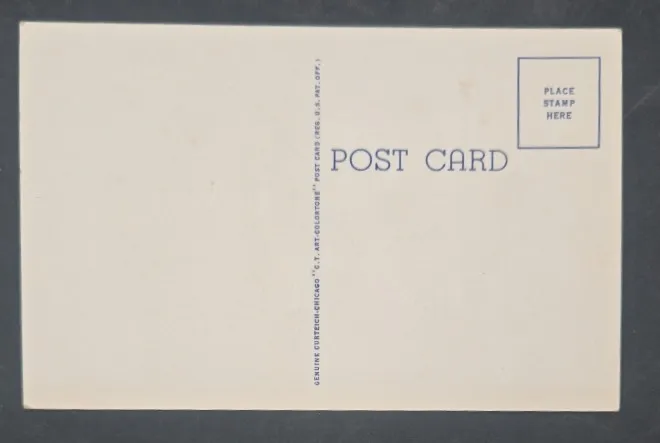 PLACE
STAMP
HERE
POST CARD
GENUINE CURTEICH-CHICAGO "C.T. ART-COLORTONE" POST CARD (REG. U.S. PAT. OFF.)